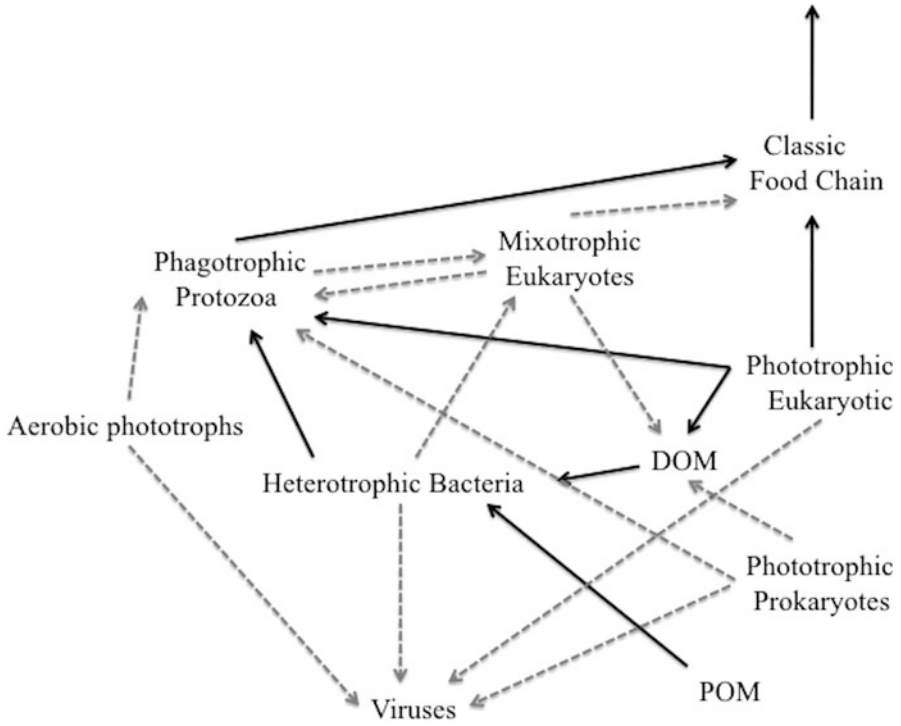 Classic
Food Chain
Mixotrophic
Eukaryotes
Phagotrophic
Protozoa
Phototrophic
Eukaryotic
Aerobic phototrophs
DOM
Heterotrophic Bacteria
Phototrophic
Prokaryotes
POM
Viruses